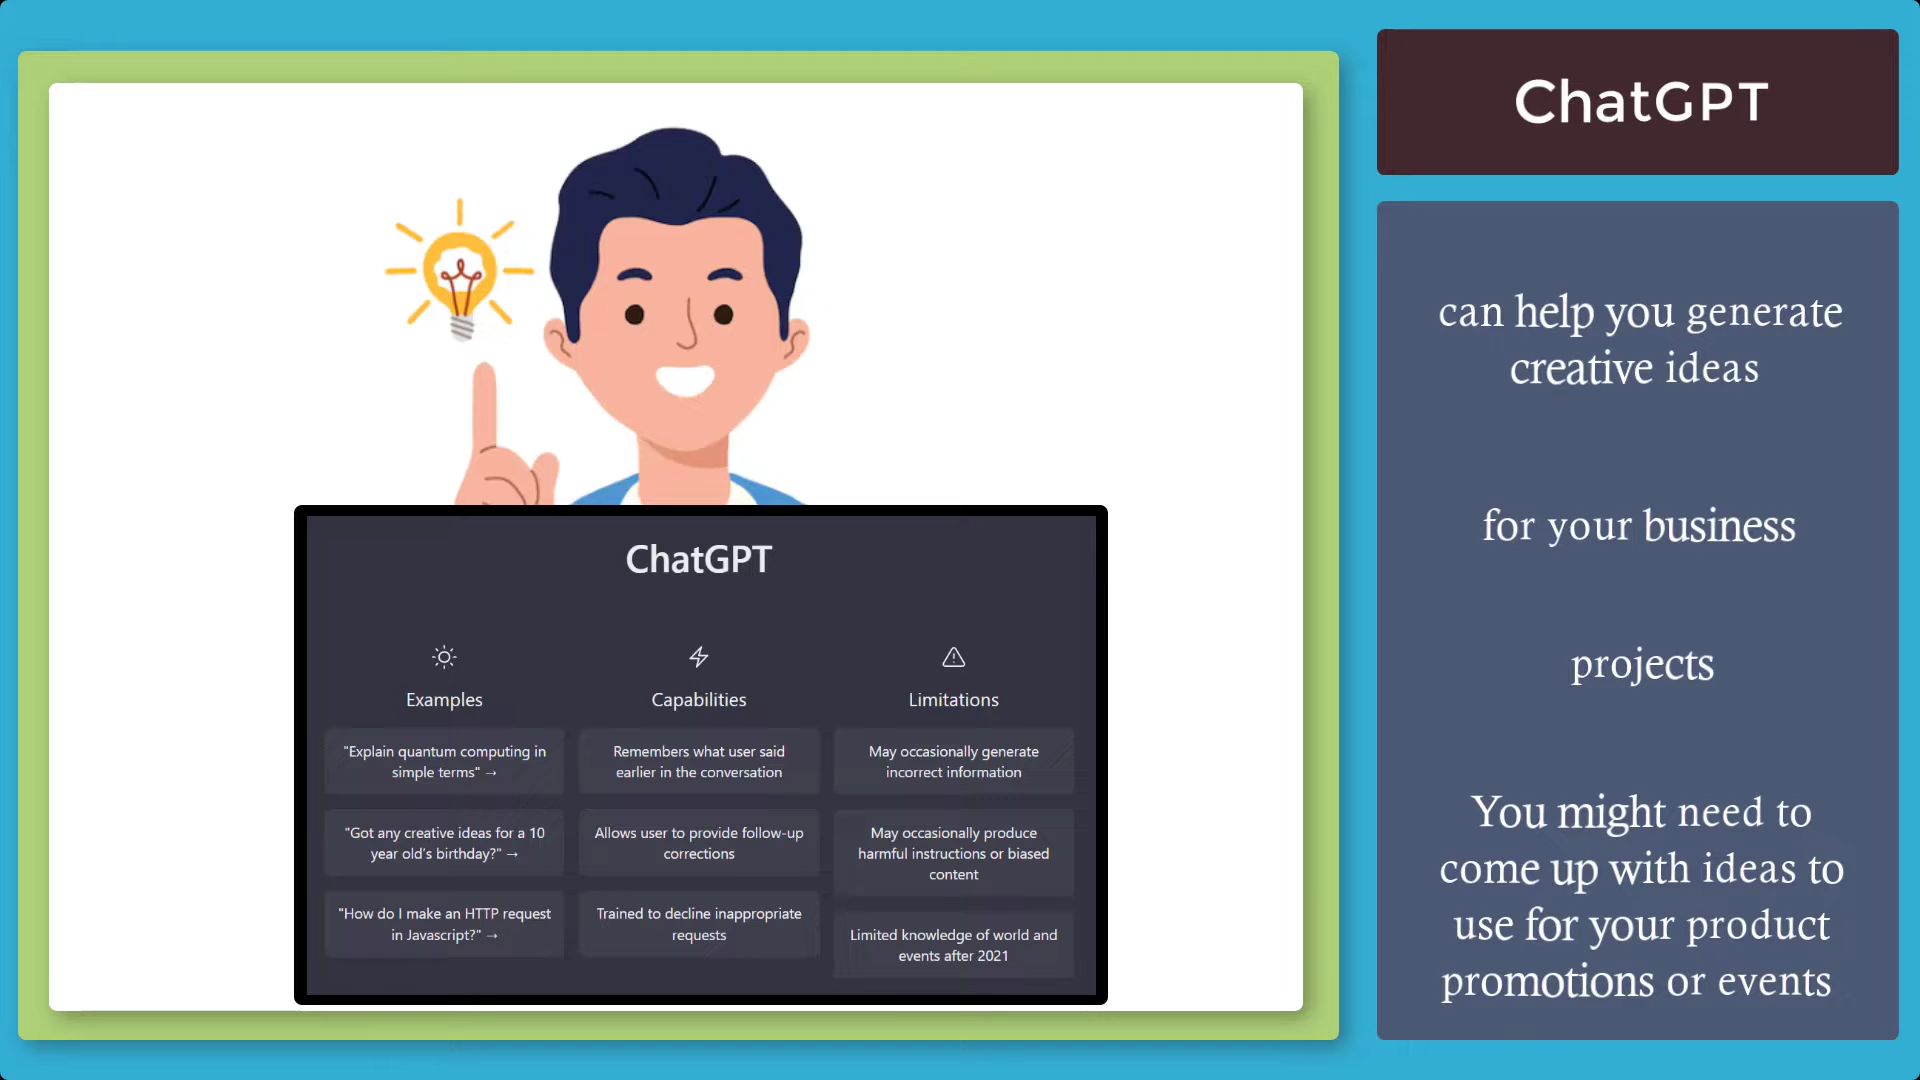 ChatGPT
can help you generate
creative ideas
for your business
projects
You might need to
come up with ideas to
use for your product
promotions or events
ChatGPT
Examples
"Explain quantum computing in
simple terms" →
"Got any creative ideas for a 10
year old's birthday?" →
"How do I make an HTTP request
in Javascript?" →
Capabilities
Remembers what user said
earlier in the conversation
Allows user to provide follow-up
corrections
Trained to decline inappropriate
requests
Limitations
May occasionally generate
incorrect information
May occasionally produce
harmful instructions or biased
content
Limited knowledge of world and
events after 2021